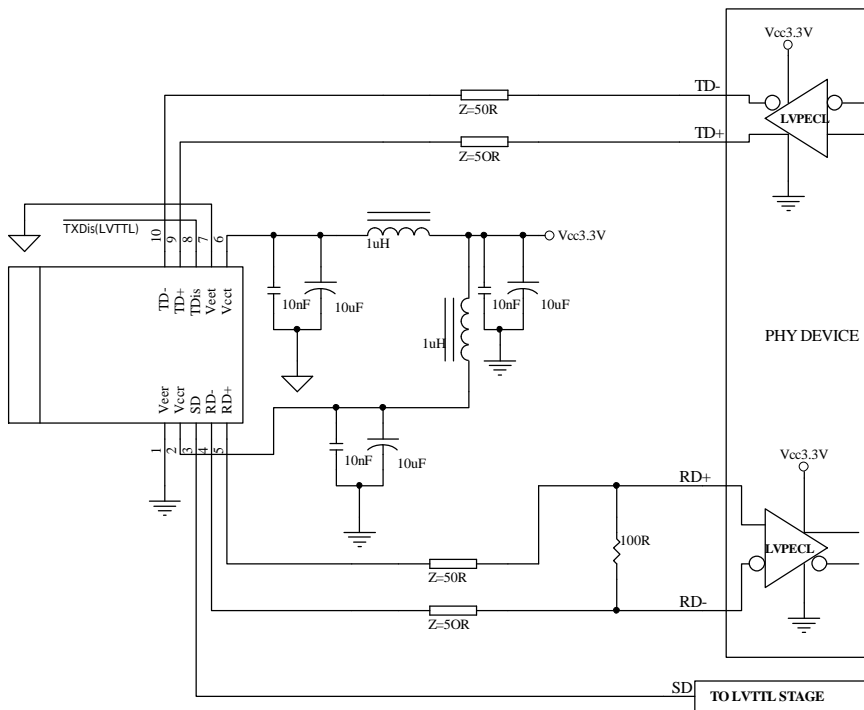 Vcc3.3V
TD-
Z=50R
LVPECL
TD+
Z=5OR
TXDis(LVTTL)
10
9
8
7
6
1uH
Vcc3.3V
TD-
TD+
TDis
Veet
Vcct
10nF
10uF
10nF
10uF
1uH
PHY DEVICE
Veer
Vccr
SD
RD-
RD+
1
2
3
4
5
10nF
10uF
Vcc3.3V
RD+
100R
LVPECL
Z=50R
RD-
Z=5OR
SD
TO LVTTL STAGE